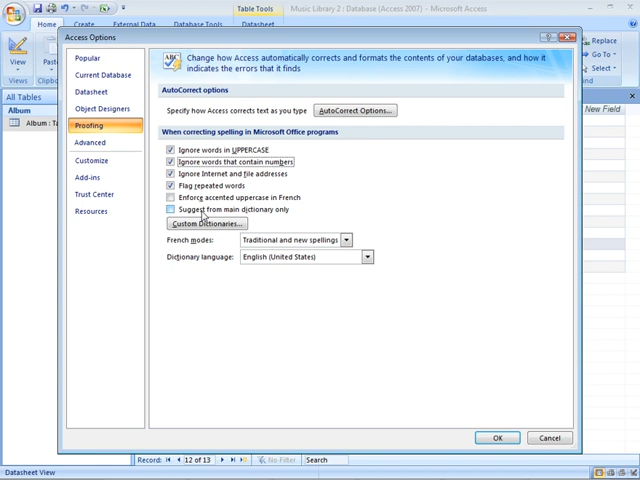 Table Tools
Music Library 2 : Database (Access 2007) - Microsoft Access
Home
Create
External Data
Database Tools
Datasheet
View
Paste
Views
Clipb
Replace
Go To
Select
nd
Access Options
Popular
Current Database
Datasheet
Object Designers
Proofing
Advanced
Customize
Add-ins
Trust Center
Resources
ABC
Change how Access automatically corrects and formats the contents of your databases, and how it
indicates the errors that it finds
AutoCorrect options
Specify how Access corrects text as you type
AutoCorrect Options...
When correcting spelling in Microsoft Office programs
Ignore words in UPPERCASE
Ignore words that contain numbers
Ignore Internet and file addresses
Flag repeated words
Enforce accented uppercase in French
Suggest from main dictionary only
Custom Dictionaries...
French modes:
Traditional and new spellings
Dictionary language:
English (United States)
OK
Cancel
All Tables
Album
Album : Ta
New Field
Record:
12 of 13
No Filter
Search
Datasheet View